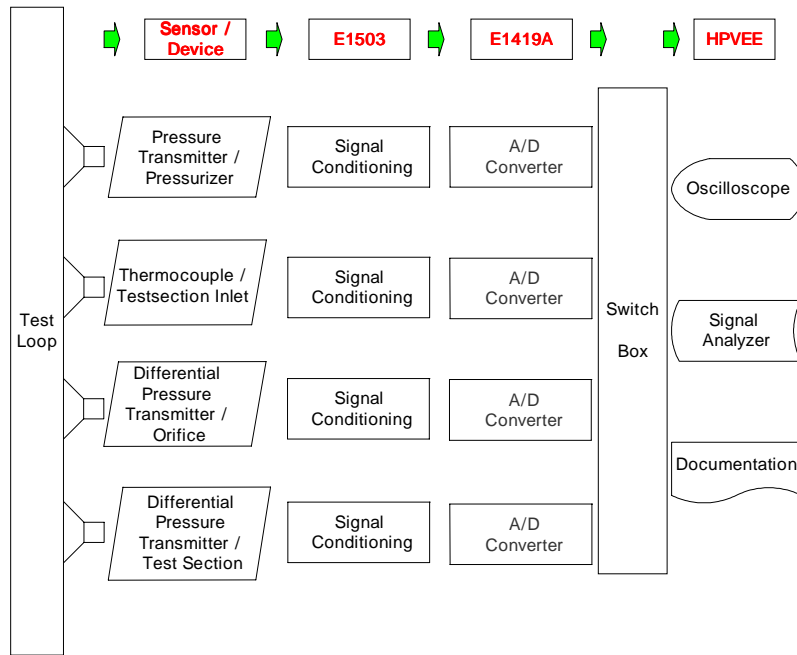 Sensor /
Device
E1503
E1419A
HPVEE
Test
Loop
Pressure
Transmitter /
Pressurizer
Signal
Conditioning
A/D
Converter
Thermocouple /
Testsection Inlet
Signal
Conditioning
A/D
Converter
Differential
Pressure
Transmitter /
Orifice
Signal
Conditioning
A/D
Converter
Differential
Pressure
Transmitter /
Test Section
Signal
Conditioning
A/D
Converter
Switch
Box
Oscilloscope
Signal
Analyzer
Documentation